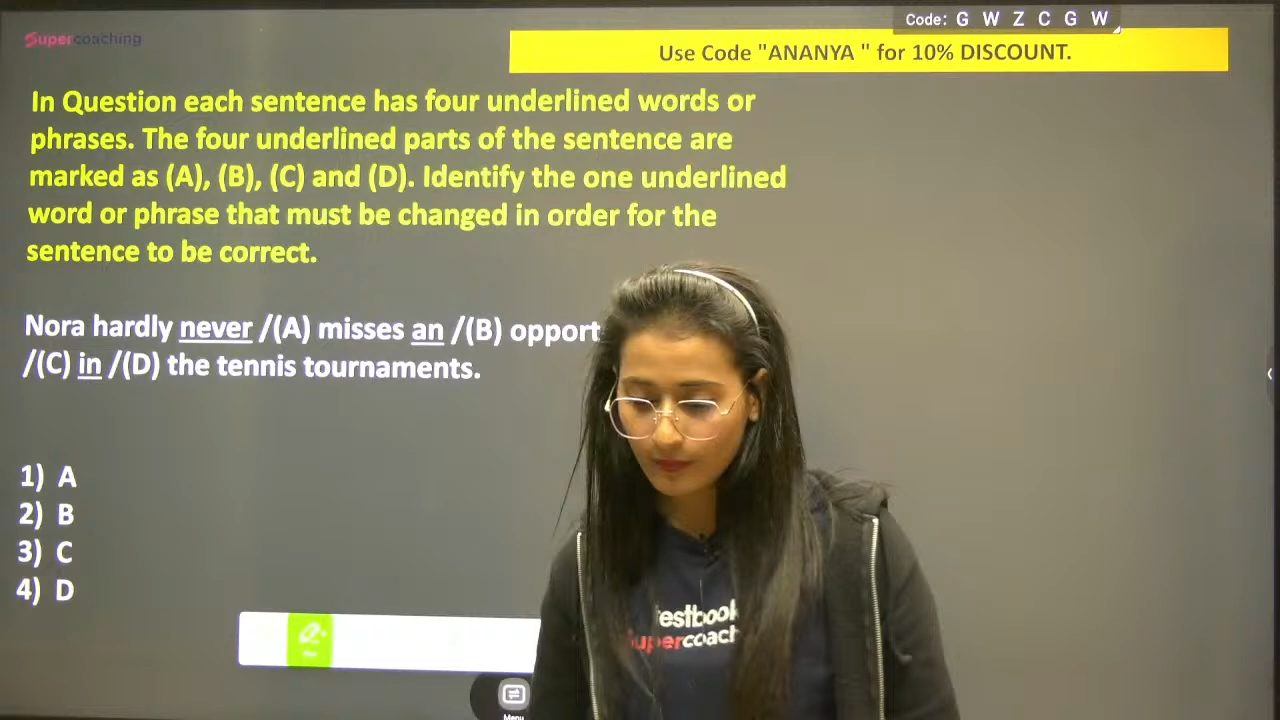 Code: G W Z C G W
Supercoaching
Use Code "ANANYA " for 10% DISCOUNT.
In Question each sentence has four underlined words or
phrases. The four underlined parts of the sentence are
marked as (A), (B), (C) and (D). Identify the one underlined
word or phrase that must be changed in order for the
sentence to be correct.
Nora hardly never /(A) misses an /(B) opport
/(C) in /(D) the tennis tournaments.
1) A
2) B
3) C
4) D
testbook
Supercoach
Menu